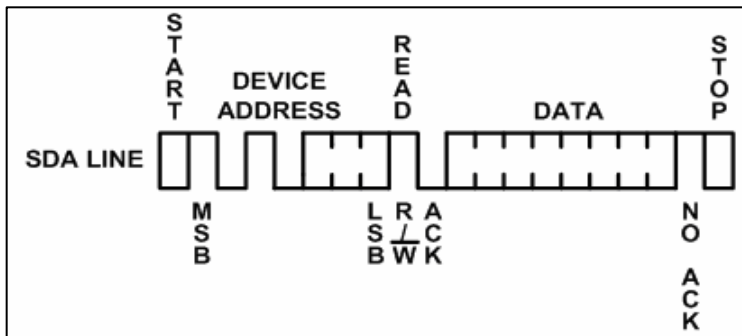 START
DEVICE
ADDRESS
READ
DATA
STOP
SDA LINE
MSB
LSB
R/W
ACK
NO ACK